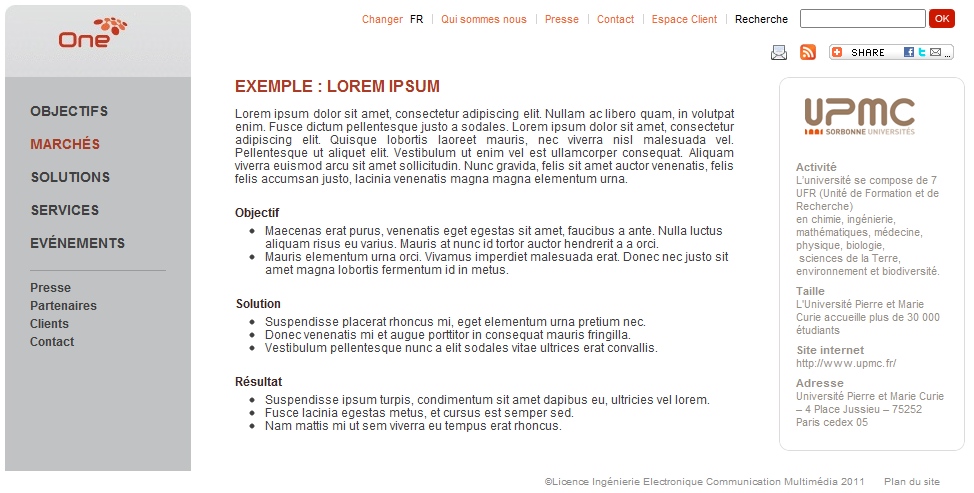 One
Changer FR Qui sommes nous Presse Contact Espace Client Recherche OK
SHARE ...
OBJECTIFS
MARCHÉS
SOLUTIONS
SERVICES
EVÉNEMENTS
Presse
Partenaires
Clients
Contact
EXEMPLE : LOREM IPSUM
Lorem ipsum dolor sit amet, consectetur adipiscing elit. Nullam ac libero quam, in volutpat
enim. Fusce dictum pellentesque justo a sodales. Lorem ipsum dolor sit amet, consectetur
adipiscing elit. Quisque lobortis laoreet mauris, nec viverra nisl malesuada vel.
Pellentesque ut aliquet elit. Vestibulum ut enim vel est ullamcorper consequat. Aliquam
viverra euismod arcu sit amet sollicitudin. Nunc gravida, felis sit amet auctor venenatis, felis
felis accumsan justo, lacinia venenatis magna magna elementum urna.
Objectif
Maecenas erat purus, venenatis eget egestas sit amet, faucibus a ante. Nulla luctus
aliquam risus eu varius. Mauris at nunc id tortor auctor hendrerit a a orci.
Mauris elementum urna orci. Vivamus imperdiet malesuada erat. Donec nec justo sit
amet magna lobortis fermentum id in metus.
Solution
Suspendisse placerat rhoncus mi, eget elementum urna pretium nec.
Donec venenatis mi et augue porttitor in consequat mauris fringilla.
Vestibulum pellentesque nunc a elit sodales vitae ultrices erat convallis.
Résultat
Suspendisse ipsum turpis, condimentum sit amet dapibus eu, ultricies vel lorem.
Fusce lacinia egestas metus, et cursus est semper sed.
Nam mattis mi ut sem viverra eu tempus erat rhoncus.
UPMC
SORBONNE UNIVERSITÉS
Activité
L'université se compose de 7
UFR (Unité de Formation et de
Recherche)
en chimie, ingénierie,
mathématiques, médecine,
physique, biologie,
sciences de la Terre,
environnement et biodiversité.
Taille
L'Université Pierre et Marie
Curie accueille plus de 30 000
étudiants
Site internet
http://www.upmc.fr/
Adresse
Université Pierre et Marie Curie
– 4 Place Jussieu – 75252
Paris cedex 05
©Licence Ingénierie Electronique Communication Multimédia 2011 Plan du site